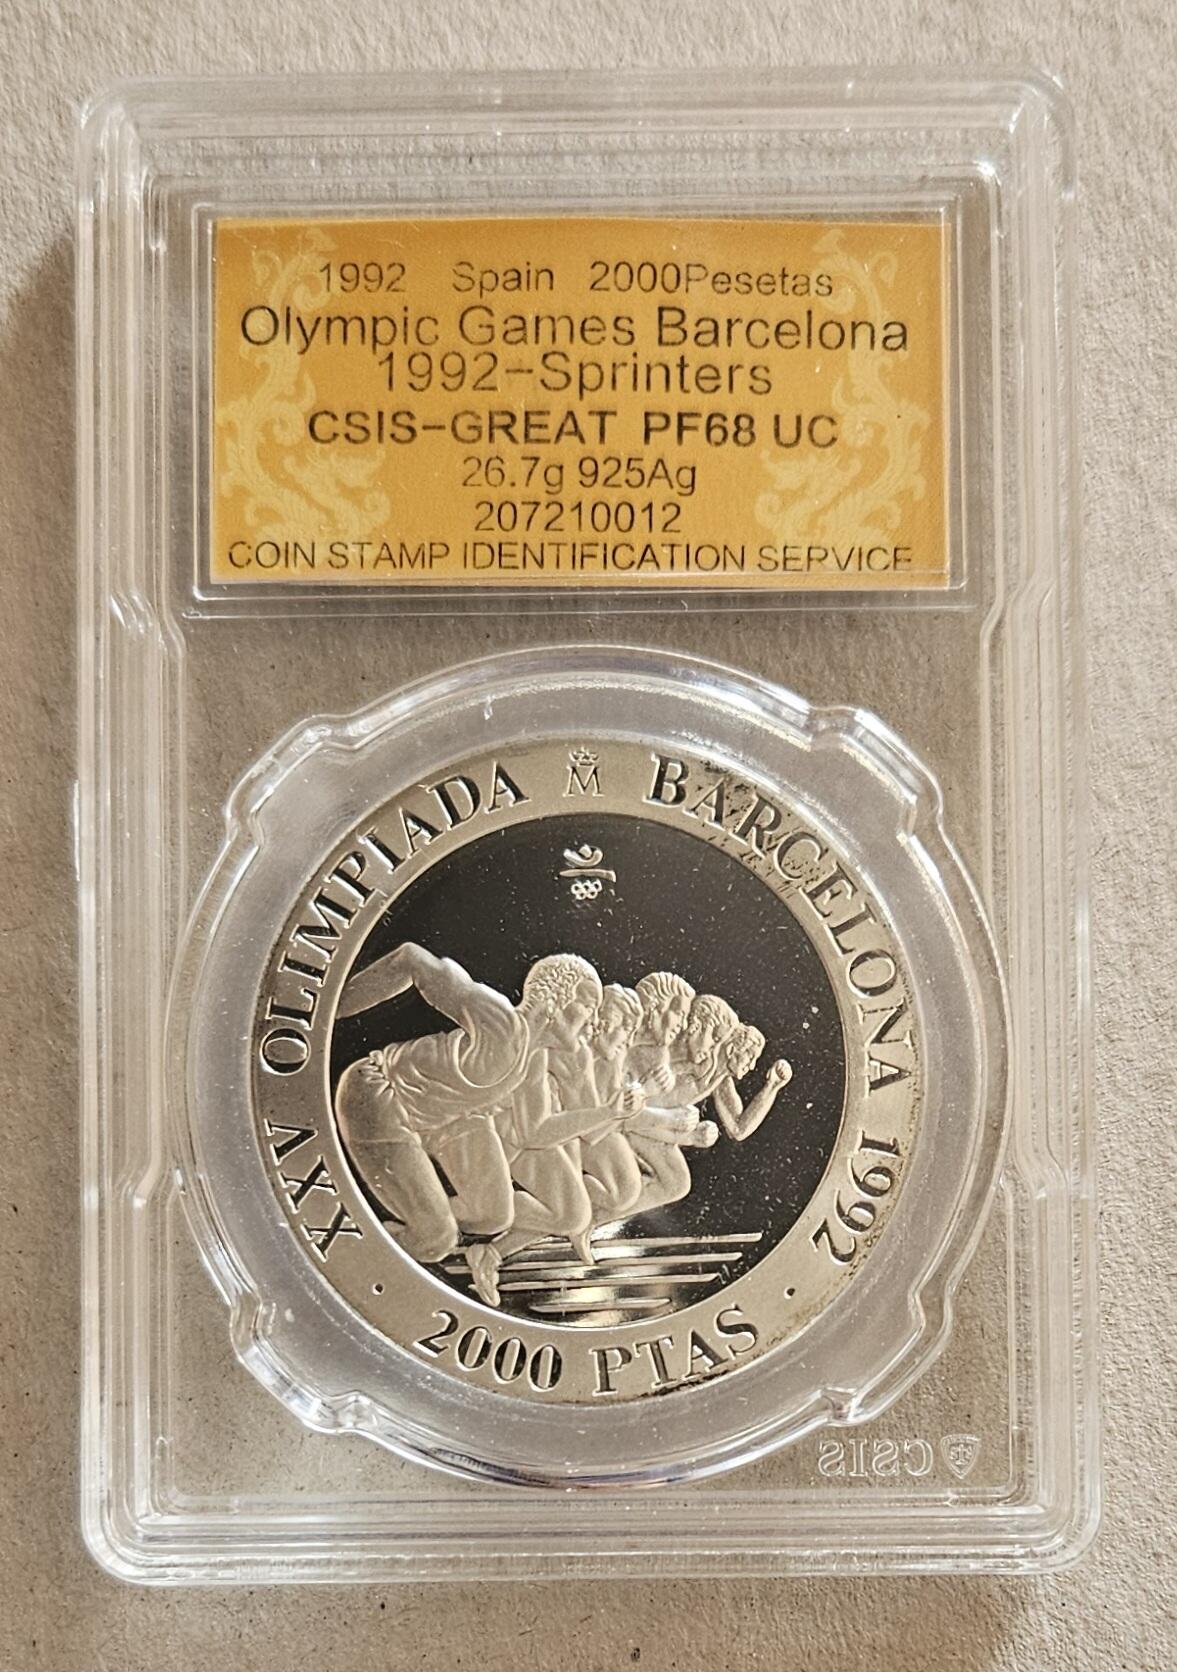 1992 Spain 2000Pesetas
Olympic Games Barcelona
1992-Sprinters
CSIS-GREAT PF68 UC
26.7g 925Ag
207210012
COIN STAMP IDENTIFICATION SERVICE
XXV OLIMPIADA M BARCELONA 1992
· 2000 PTAS ·
CSIS